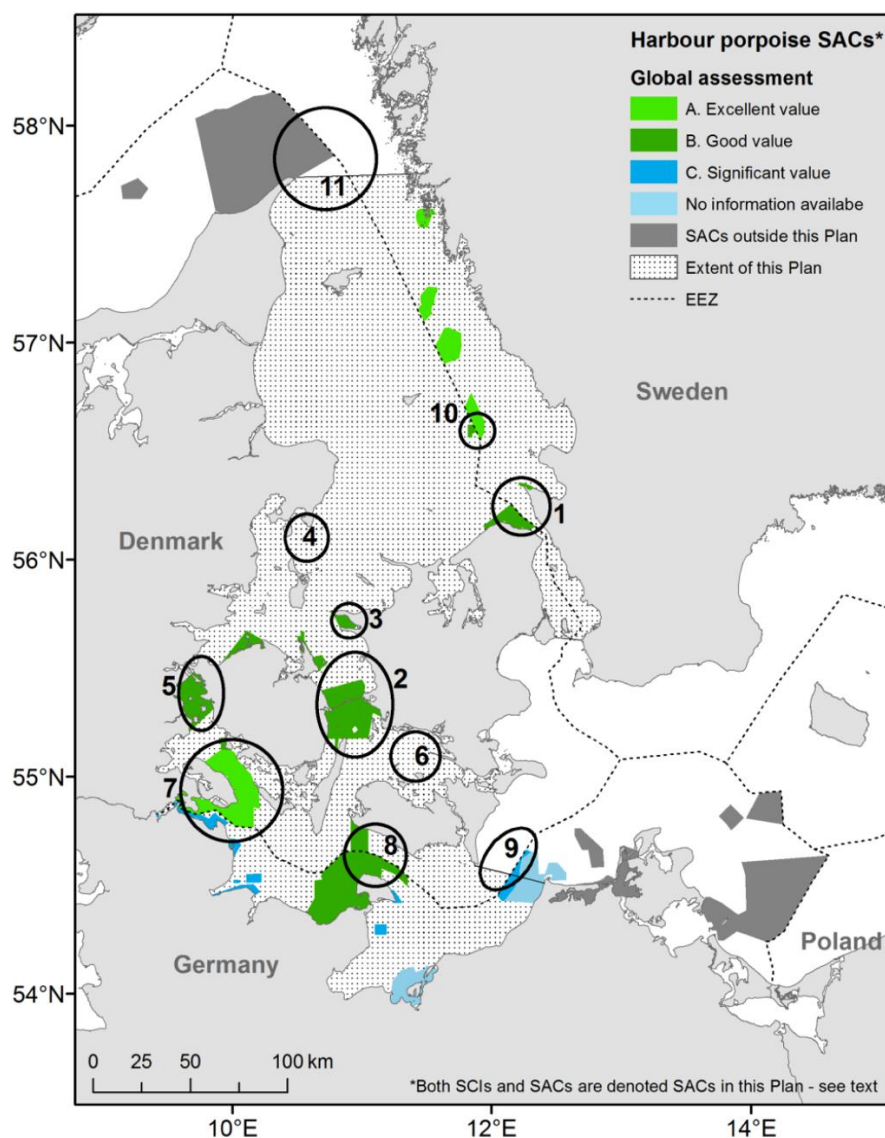 Harbour porpoise SACs*
Global assessment
A. Excellent value
B. Good value
C. Significant value
No information availabe
SACs outside this Plan
Extent of this Plan
EEZ
58°N
57°N
56°N
55°N
54°N
11
10
Sweden
1
Denmark
4
3
5
2
6
7
8
9
Germany
Poland
0 25 50 100 km
*Both SCIs and SACs are denoted SACs in this Plan - see text
10°E 12°E 14°E